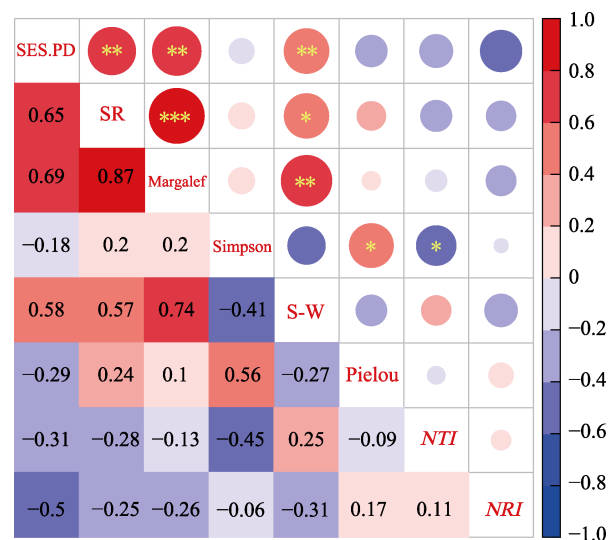 SES.PD ** ** **
0.65 SR *** *
0.69 0.87 Margalef **
−0.18 0.2 0.2 Simpson * *
0.58 0.57 0.74 −0.41 S-W
−0.29 0.24 0.1 0.56 −0.27 Pielou
−0.31 −0.28 −0.13 −0.45 0.25 −0.09 NTI
−0.5 −0.25 −0.26 −0.06 −0.31 0.17 0.11 NRI
1.0
0.8
0.6
0.4
0.2
0
−0.2
−0.4
−0.6
−0.8
−1.0